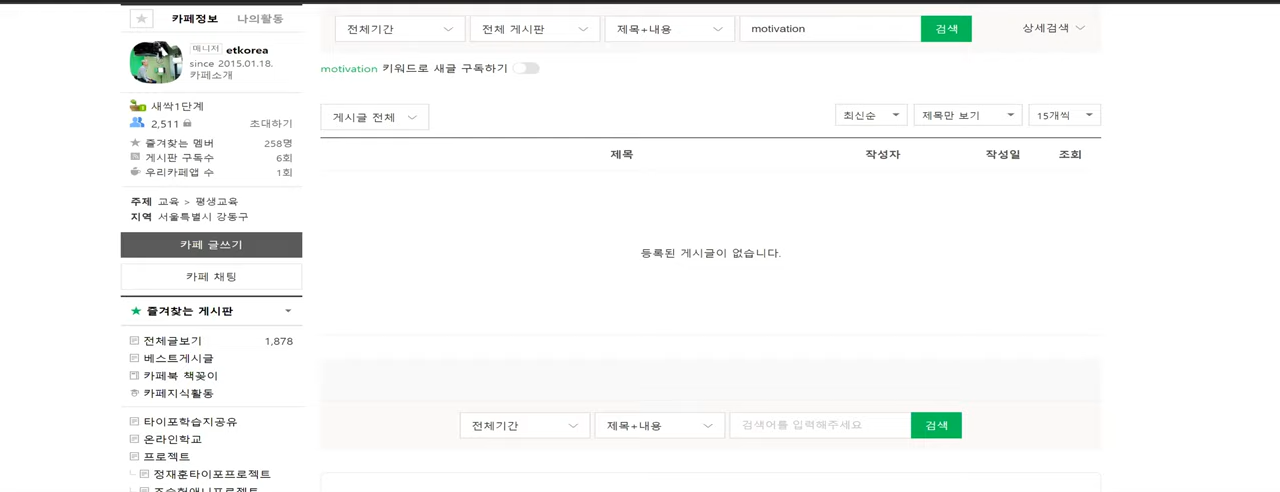 카페정보 나의활동
매니저 etkorea
since 2015.01.18.
카페소개
새싹1단계
2,511 초대하기
즐겨찾는 멤버 258명
게시판 구독수 6회
우리카페앱 수 1회
주제 교육 > 평생교육
지역 서울특별시 강동구
카페 글쓰기
카페 채팅
즐겨찾는 게시판
전체글보기 1,878
베스트게시글
카페북 책꽂이
카페지식활동
타이포학습지공유
온라인학교
프로젝트
정재훈타이포프로젝트
전체기간 전체 게시판 제목+내용 motivation 검색 상세검색
motivation 키워드로 새글 구독하기
게시글 전체 최신순 제목만 보기 15개씩
제목 작성자 작성일 조회
등록된 게시글이 없습니다.
전체기간 제목+내용 검색어를 입력해주세요 검색